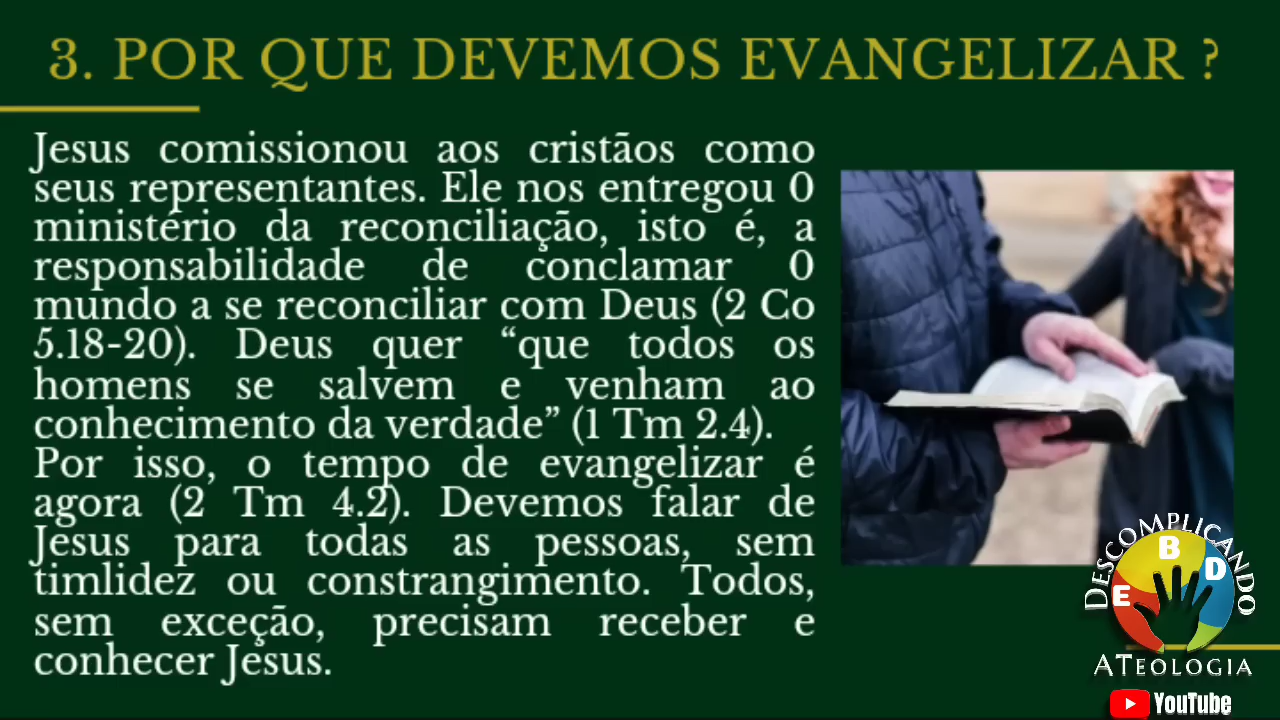 3. POR QUE DEVEMOS EVANGELIZAR ?
Jesus comissionou aos cristãos como
seus representantes. Ele nos entregou 0
ministério da reconciliação, isto é, a
responsabilidade de conclamar 0
mundo a se reconciliar com Deus (2 Co
5.18-20). Deus quer “que todos os
homens se salvem e venham ao
conhecimento da verdade” (1 Tm 2.4).
Por isso, o tempo de evangelizar é
agora (2 Tm 4.2). Devemos falar de
Jesus para todas as pessoas, sem
timlidez ou constrangimento. Todos,
sem exceção, precisam receber e
conhecer Jesus.
DESCOMPLICANDO
E B D
ATEOLOGIA
YouTube